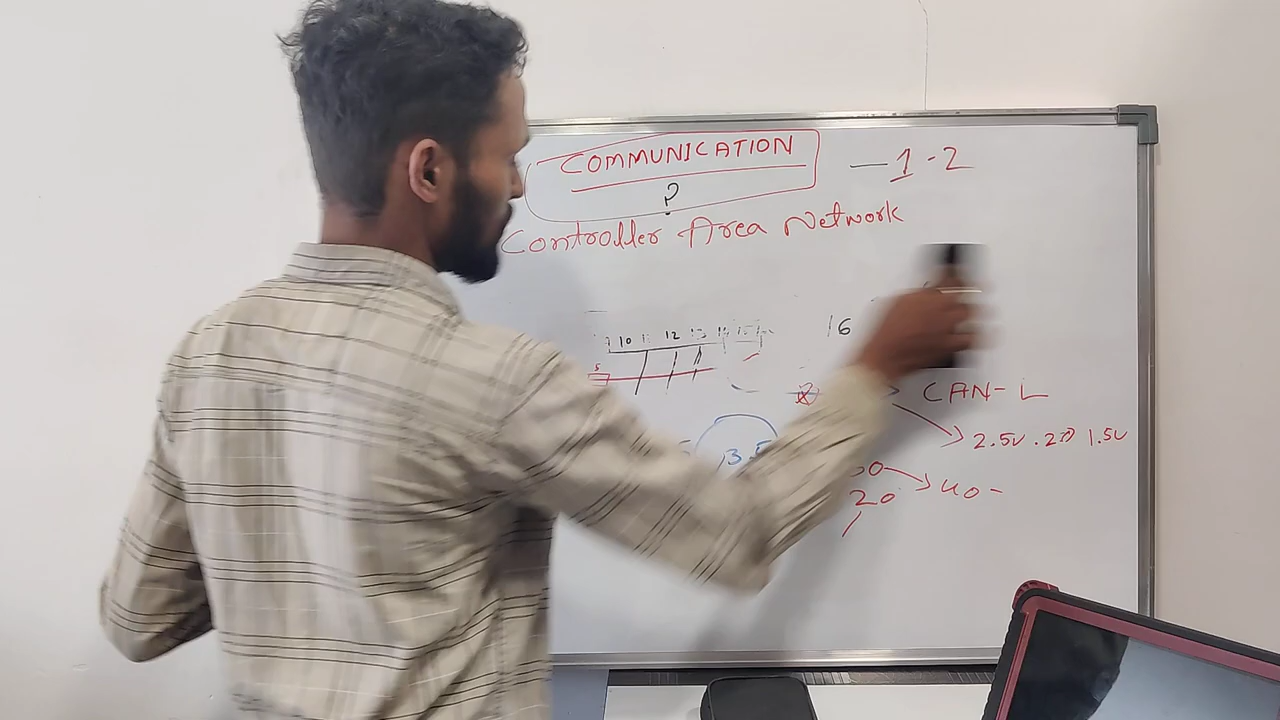 COMMUNICATION — 1-2
?
Controller Area Network
10 11 12 13 14 15
16
S
CAN-L
2.5V
1.5V
3.5
20
40 -